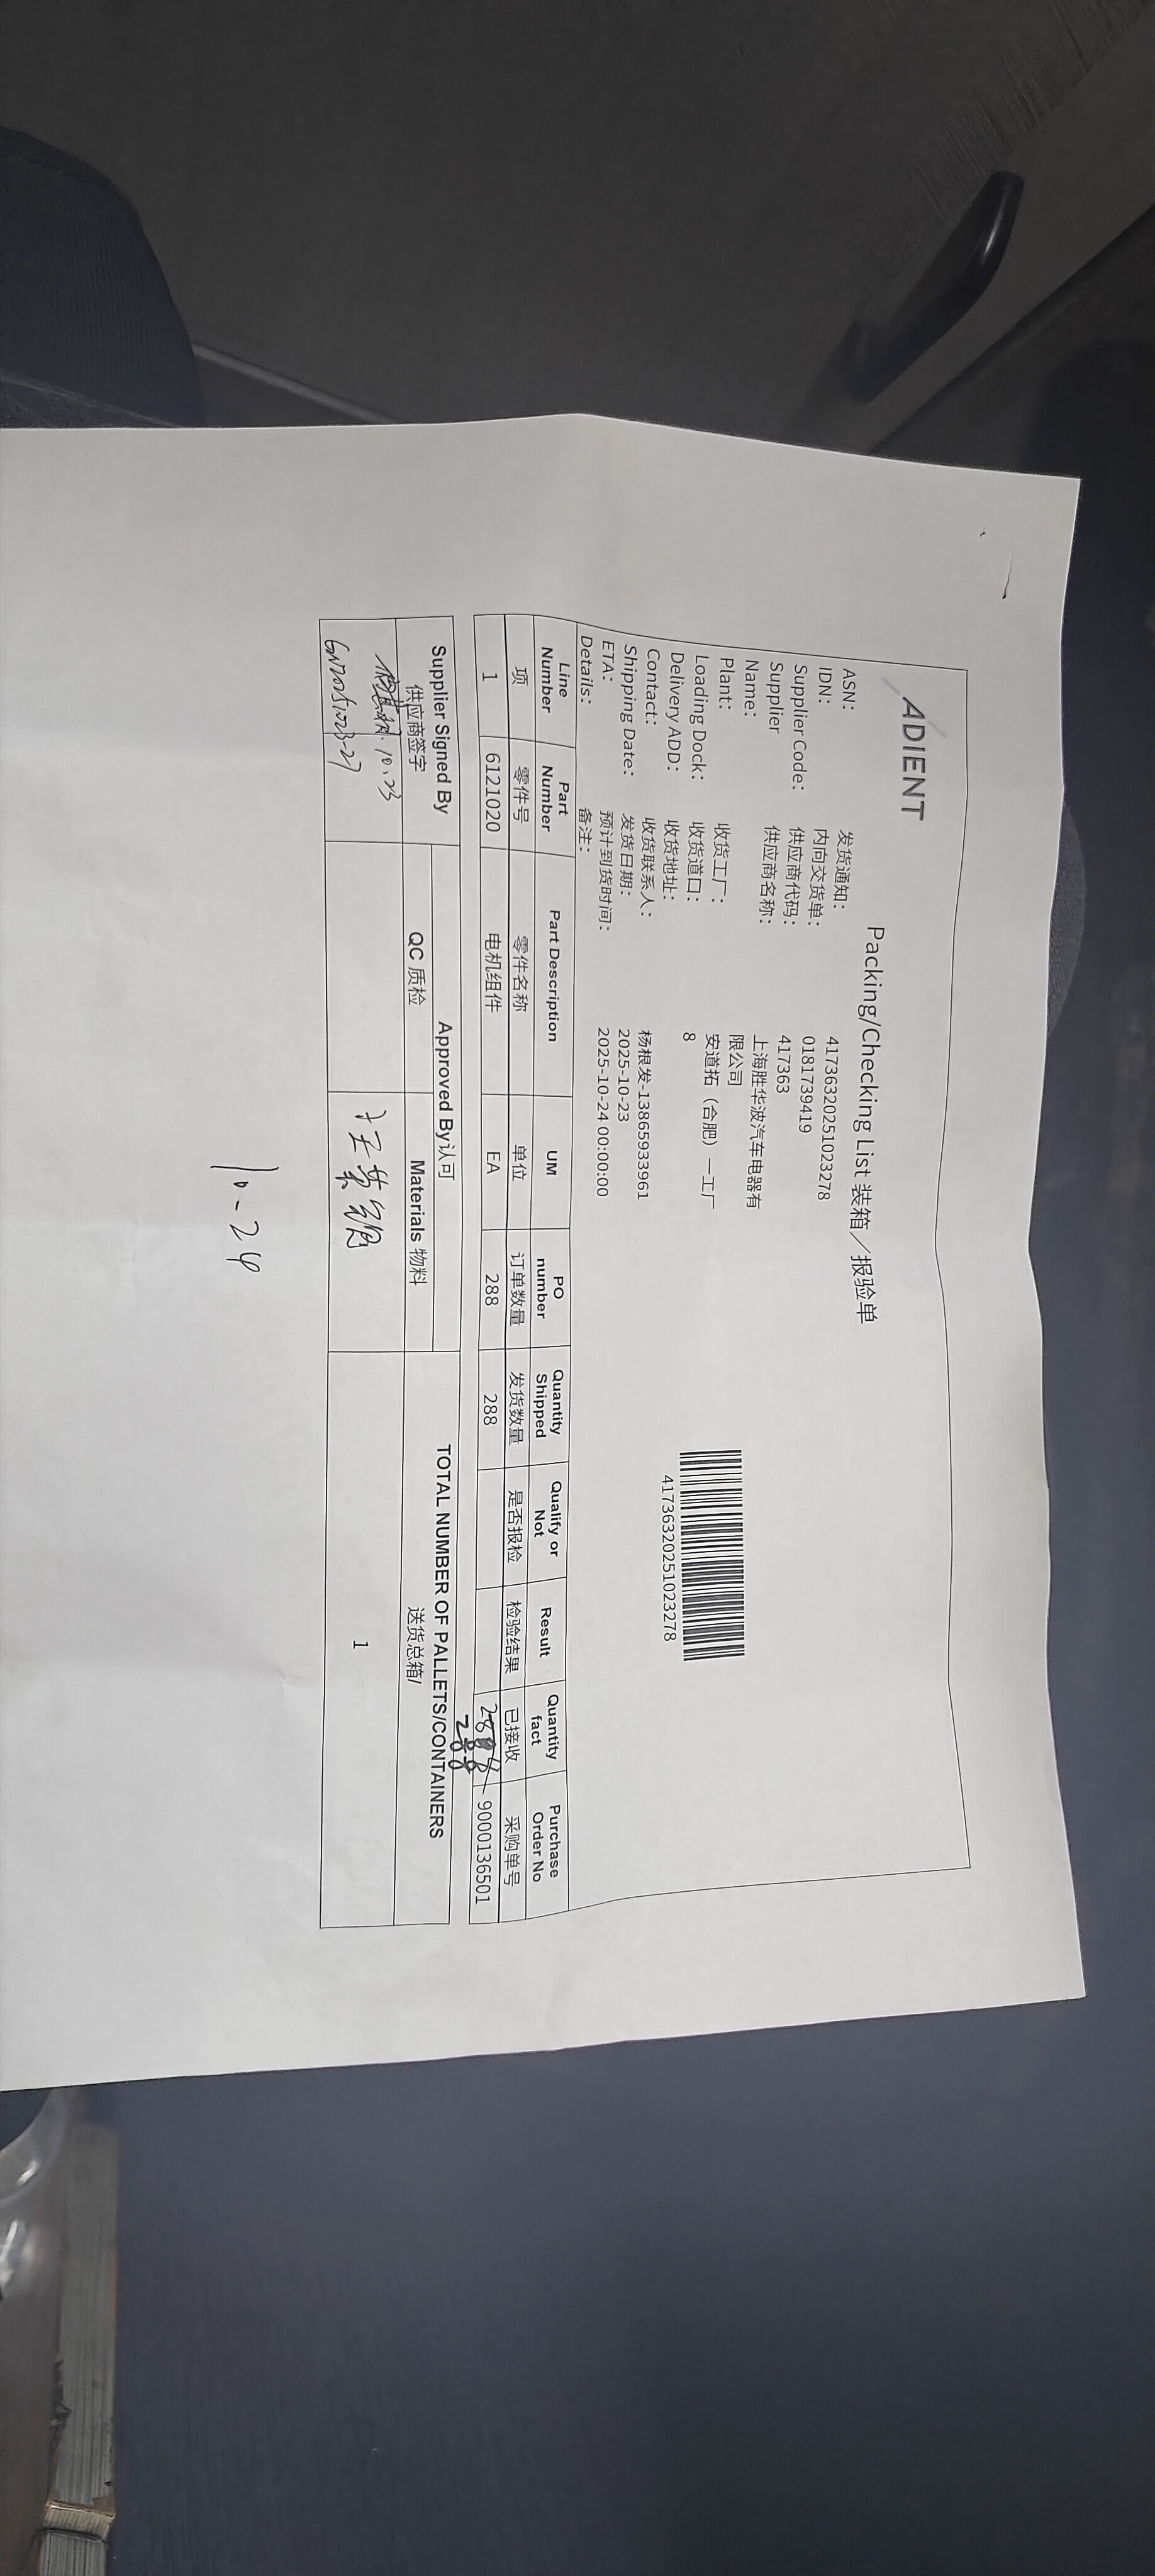 ADIENT
Packing/Checking List 装箱／报验单
ASN: 发货通知: 41736320251023278
IDN: 内向交货单: 0181739419
Supplier Code: 供应商代码: 417363
Supplier Name: 供应商名称: 上海胜华波汽车电器有
限公司
Plant: 收货工厂: 安道拓（合肥）一工厂
Loading Dock: 收货道口: 8
Delivery ADD: 收货地址:
Contact: 收货联系人: 杨根发-13865933961
Shipping Date: 发货日期: 2025-10-23
ETA: 预计到货时间: 2025-10-24 00:00:00
Details: 备注:
41736320251023278
Line Number Part Number Part Description UM PO number Quantity Shipped Qualify or Not Result Quantity fact Purchase Order No
项 零件号 零件名称 单位 订单数量 发货数量 是否报检 检验结果 已接收 采购单号
1 6121020 电机组件 EA 288 288 9000136501
288
Supplier Signed By Approved By认可 TOTAL NUMBER OF PALLETS/CONTAINERS
供应商签字 QC 质检 Materials 物料 送货总箱/
10.23
1
10-24